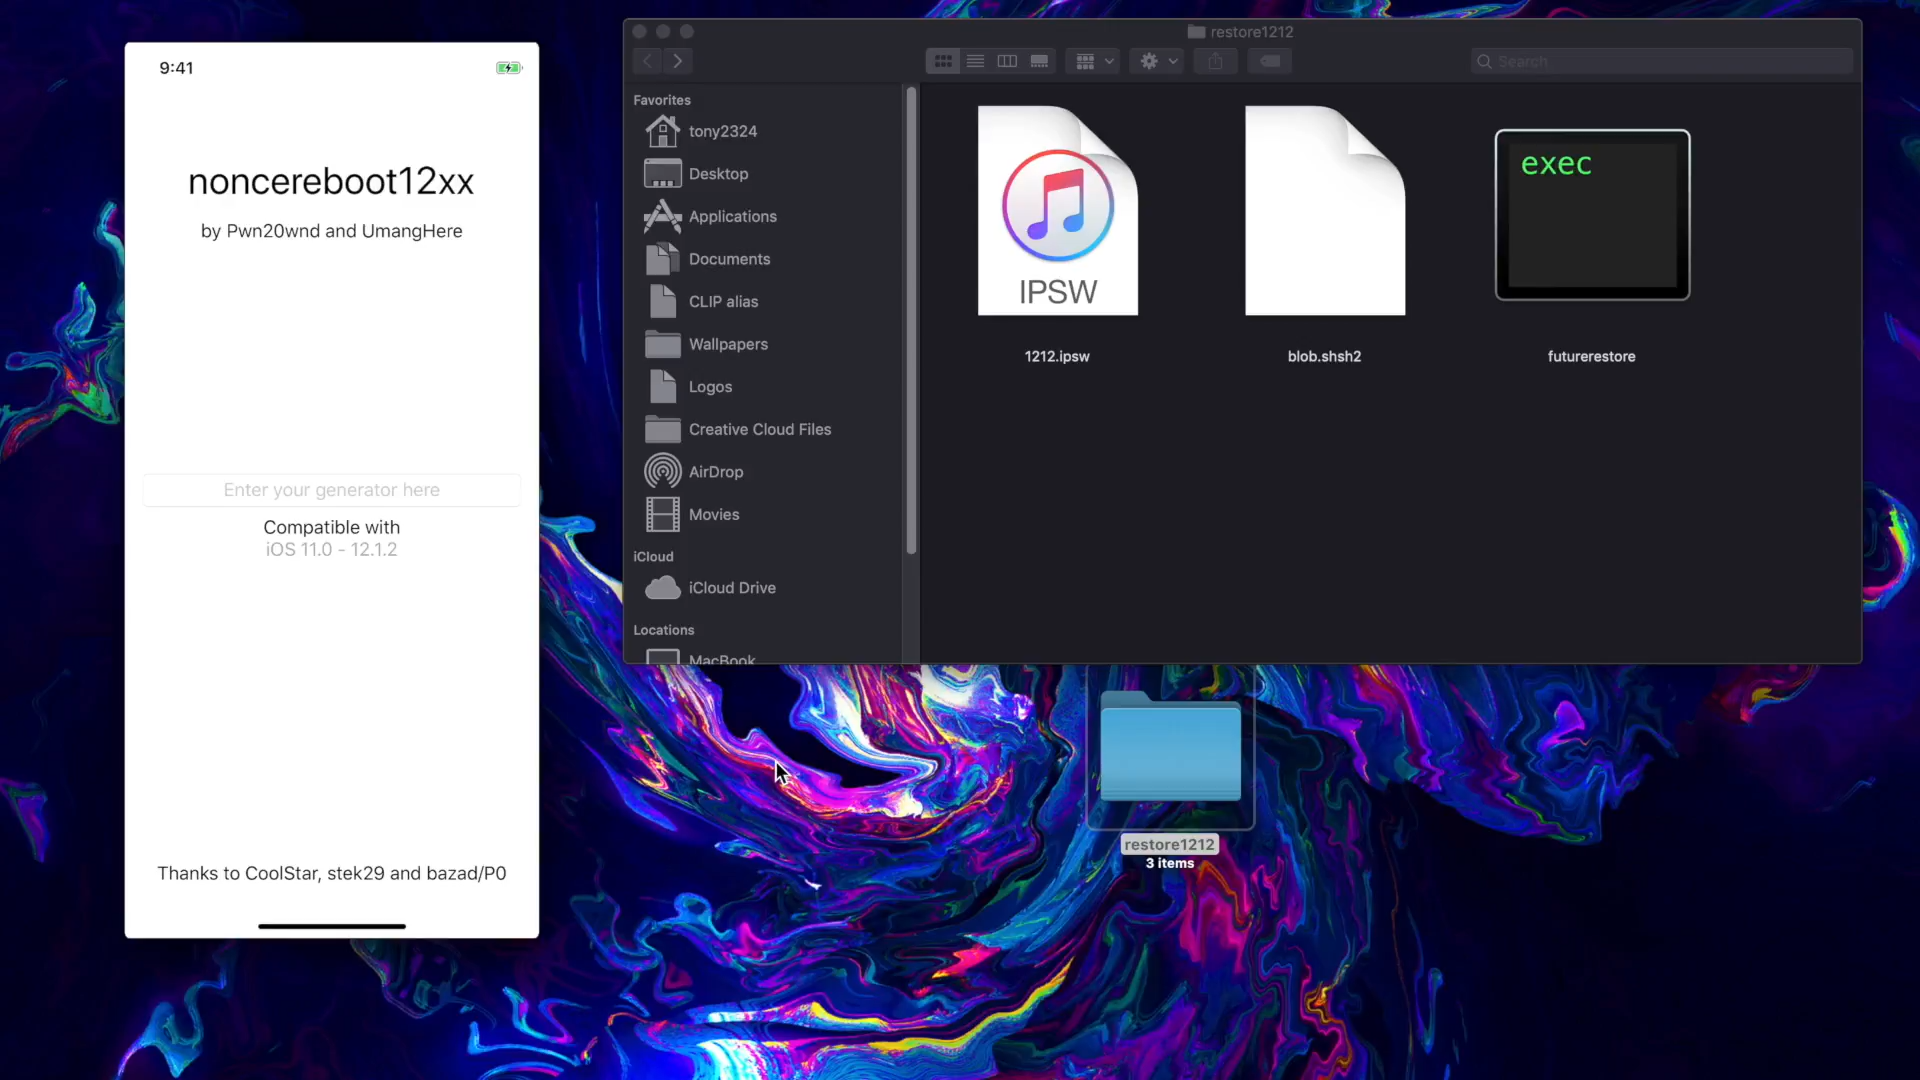 9:41
noncereboot12xx
by Pwn20wnd and UmangHere
Enter your generator here
Compatible with
iOS 11.0 - 12.1.2
Thanks to CoolStar, stek29 and bazad/P0
restore1212
Search
Favorites
tony2324
Desktop
Applications
Documents
CLIP alias
Wallpapers
Logos
Creative Cloud Files
AirDrop
Movies
iCloud
iCloud Drive
Locations
MacBook
IPSW
1212.ipsw
blob.shsh2
exec
futurerestore
restore1212
3 items